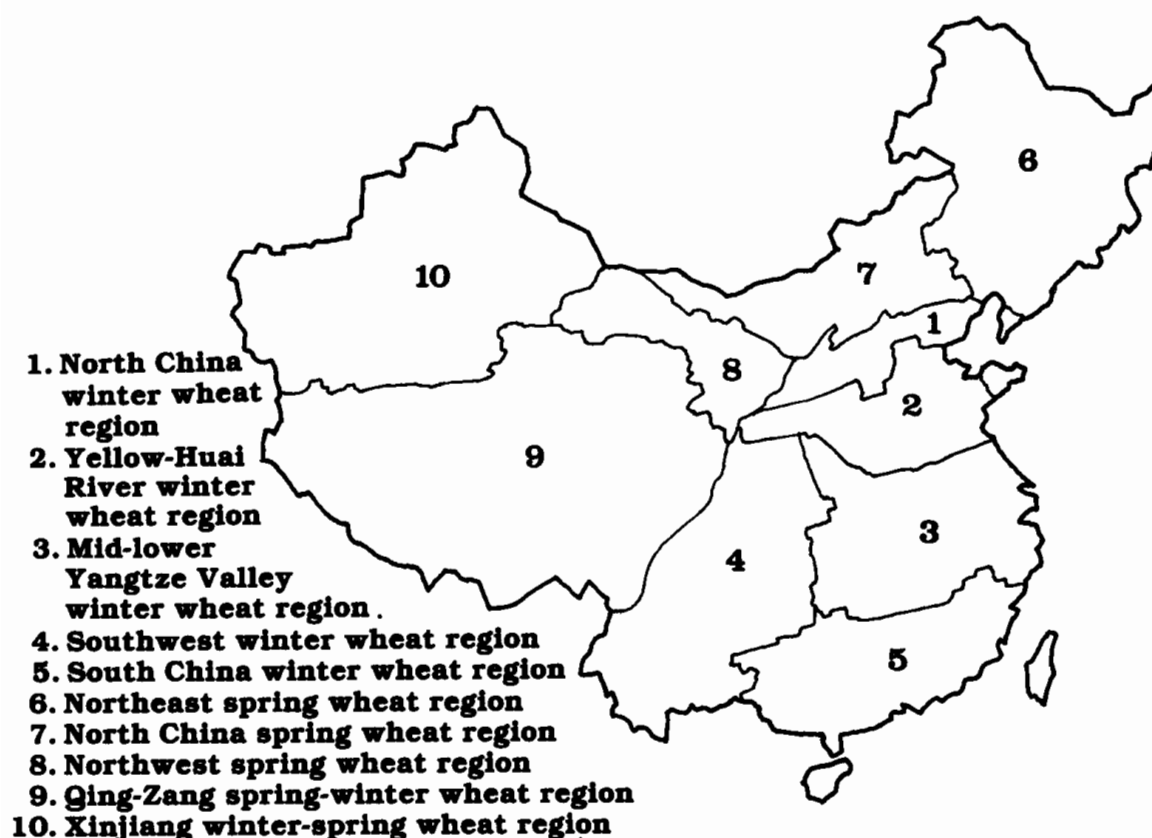 6
10
7
1
8
2
9
3
4
5
1. North China
winter wheat
region
2. Yellow-Huai
River winter
wheat region
3. Mid-lower
Yangtze Valley
winter wheat region.
4. Southwest winter wheat region
5. South China winter wheat region
6. Northeast spring wheat region
7. North China spring wheat region
8. Northwest spring wheat region
9. Qing-Zang spring-winter wheat region
10. Xinjiang winter-spring wheat region